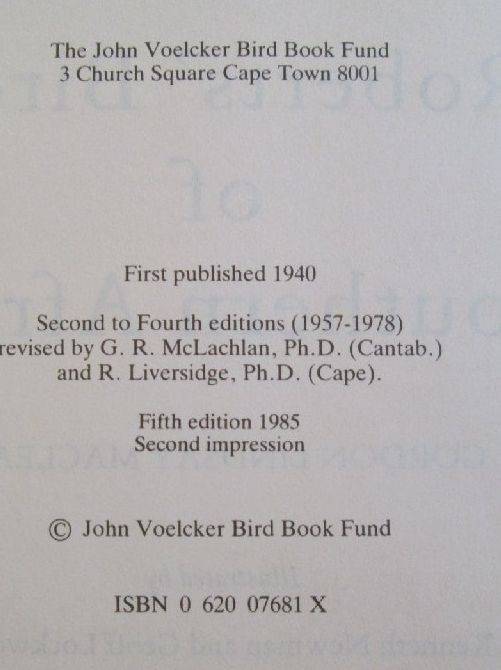 The John Voelcker Bird Book Fund
3 Church Square Cape Town 8001
First published 1940
Second to Fourth editions (1957-1978)
revised by G. R. McLachlan, Ph.D. (Cantab.)
and R. Liversidge, Ph.D. (Cape).
Fifth edition 1985
Second impression
© John Voelcker Bird Book Fund
ISBN 0 620 07681 X